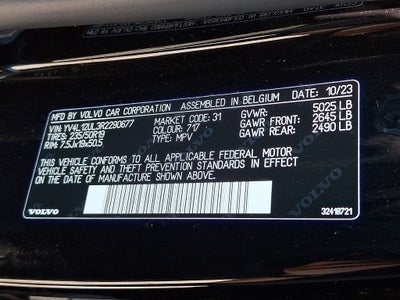 MFD BY VOLVO CAR CORPORATION ASSEMBLED IN BELGIUM DATE: 10/23
VIN: YV4L12UL3R2290677 MARKET CODE: 31 GVWR: 5025 LB
TIRES: 235/50R19 COLOUR: 717 GAWR FRONT: 2645 LB
RIM: 7.5Jx19x50.5 TYPE: MPV GAWR REAR: 2490 LB
THIS VEHICLE CONFORMS TO ALL APPLICABLE FEDERAL MOTOR
VEHICLE SAFETY AND THEFT PREVENTION STANDARDS IN EFFECT
ON THE DATE OF MANUFACTURE SHOWN ABOVE
VOLVO 32418721